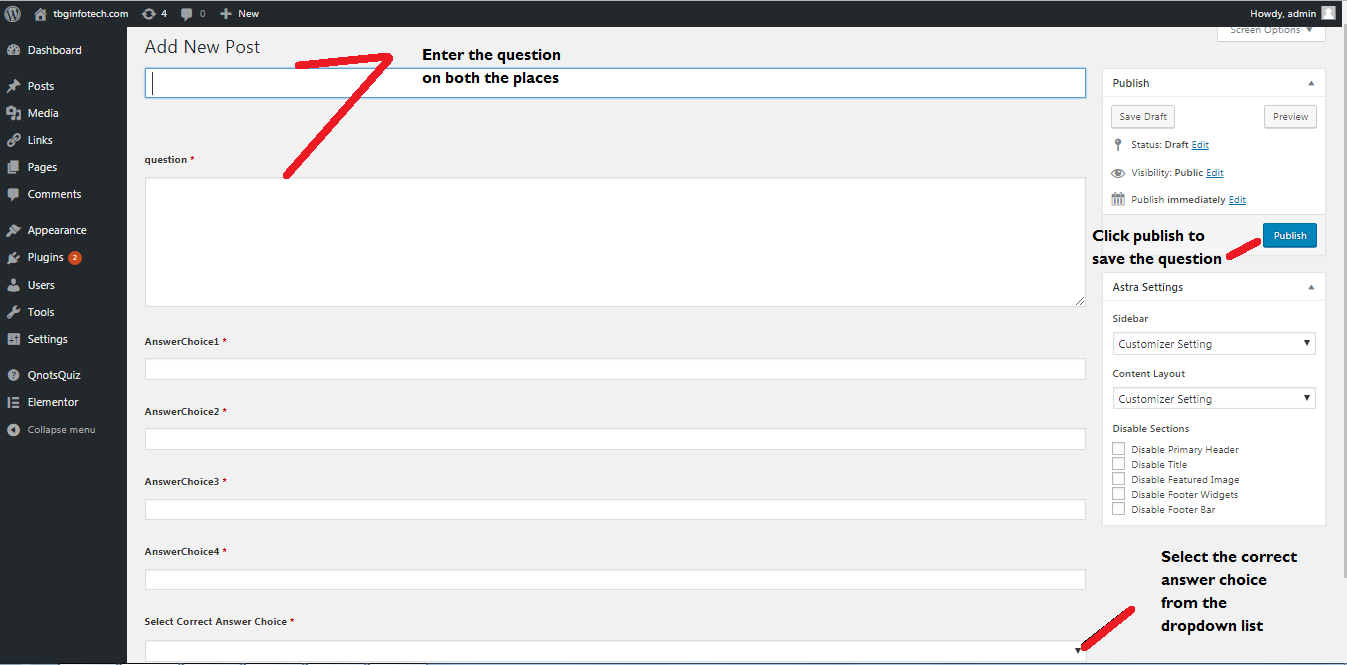 tbginfotech.com 4 0 New Howdy, admin
Screen Options
Dashboard
Posts
Media
Links
Pages
Comments
Appearance
Plugins 2
Users
Tools
Settings
QnotsQuiz
Elementor
Collapse menu
Add New Post
Enter the question
on both the places
question *
AnswerChoice1 *
AnswerChoice2 *
AnswerChoice3 *
AnswerChoice4 *
Select Correct Answer Choice *
Publish
Save Draft Preview
Status: Draft Edit
Visibility: Public Edit
Publish immediately Edit
Click publish to
save the question
Publish
Astra Settings
Sidebar
Customizer Setting
Content Layout
Customizer Setting
Disable Sections
Disable Primary Header
Disable Title
Disable Featured Image
Disable Footer Widgets
Disable Footer Bar
Select the correct
answer choice
from the
dropdown list